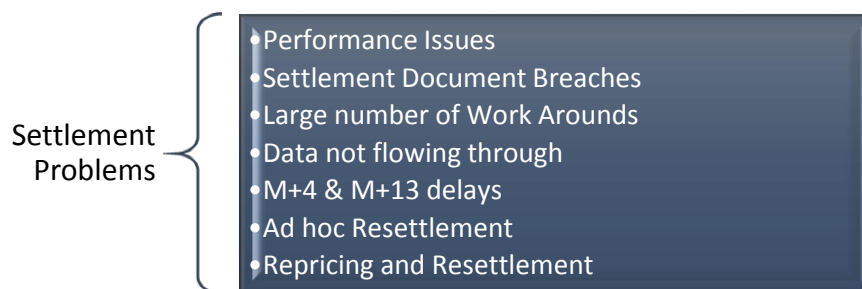 Settlement
Problems
•Performance Issues
•Settlement Document Breaches
•Large number of Work Arounds
•Data not flowing through
•M+4 & M+13 delays
•Ad hoc Resettlement
•Repricing and Resettlement